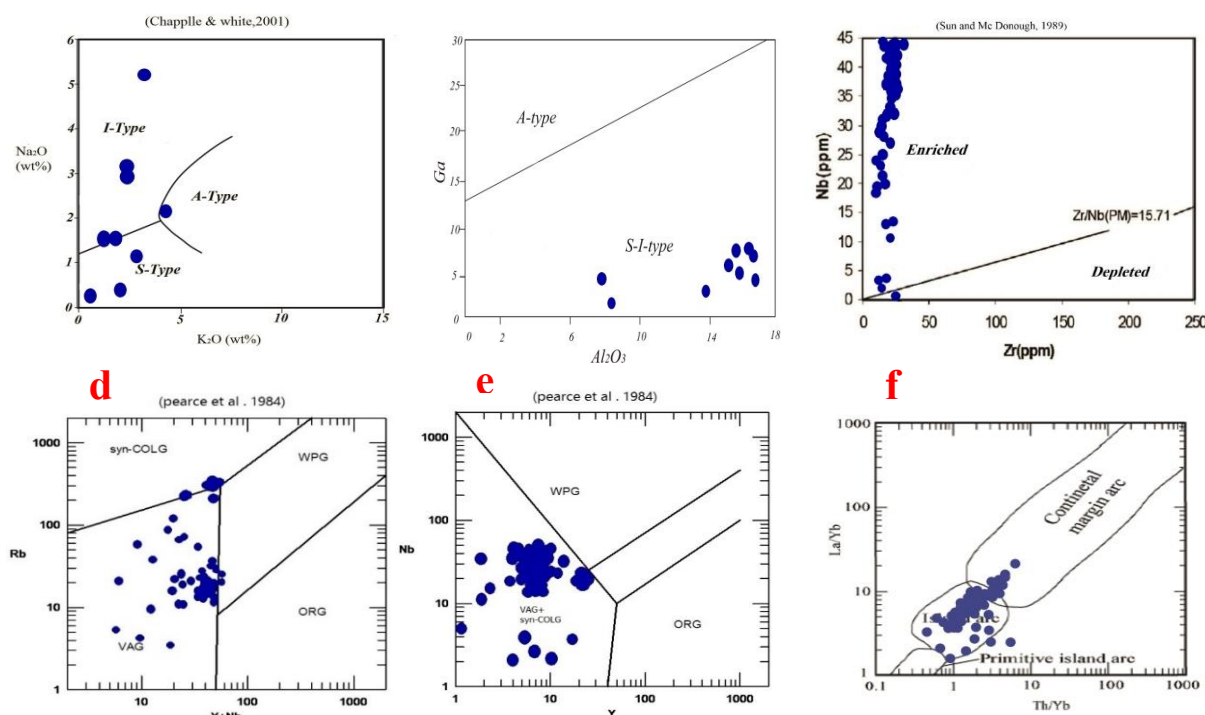 (Chapplle & white,2001)
6
5
4
3
2
1
0
Na₂O
(wt%)
I-Type
A-Type
S-Type
0
5
10
15
K₂O (wt%)
30
25
20
15
10
5
0
Ga
A-type
S-I-type
0
2
6
10
14
18
Al₂O₃
(Sun and Mc Donough, 1989)
45
40
35
30
25
20
15
10
5
0
Nb(ppm)
Enriched
Zr/Nb(PM)=15.71
Depleted
0
50
100
150
200
250
Zr(ppm)
d
(pearce et al . 1984)
1000
100
10
1
Rb
syn-COLG
WPG
VAG
ORG
10
100
1000
Y+Nb
e
(pearce et al . 1984)
1000
100
10
1
Nb
WPG
VAG+
syn-COLG
ORG
1
10
100
1000
Y
f
100
10
1
La/Yb
Continetal
margin arc
Island arc
Primitive island arc
0.1
1
10
100
1000
Th/Yb